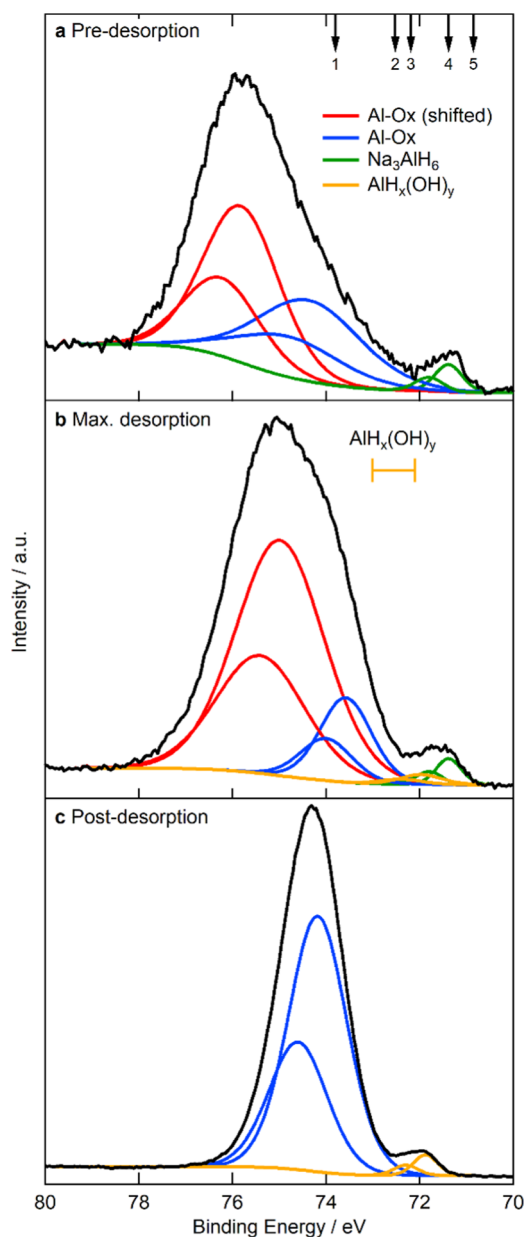 a Pre-desorption
1 2 3 4 5
Al-Ox (shifted)
Al-Ox
Na₃AlH₆
AlHₓ(OH)ᵧ
b Max. desorption
AlHₓ(OH)ᵧ
Intensity / a.u.
c Post-desorption
80 78 76 74 72 70
Binding Energy / eV